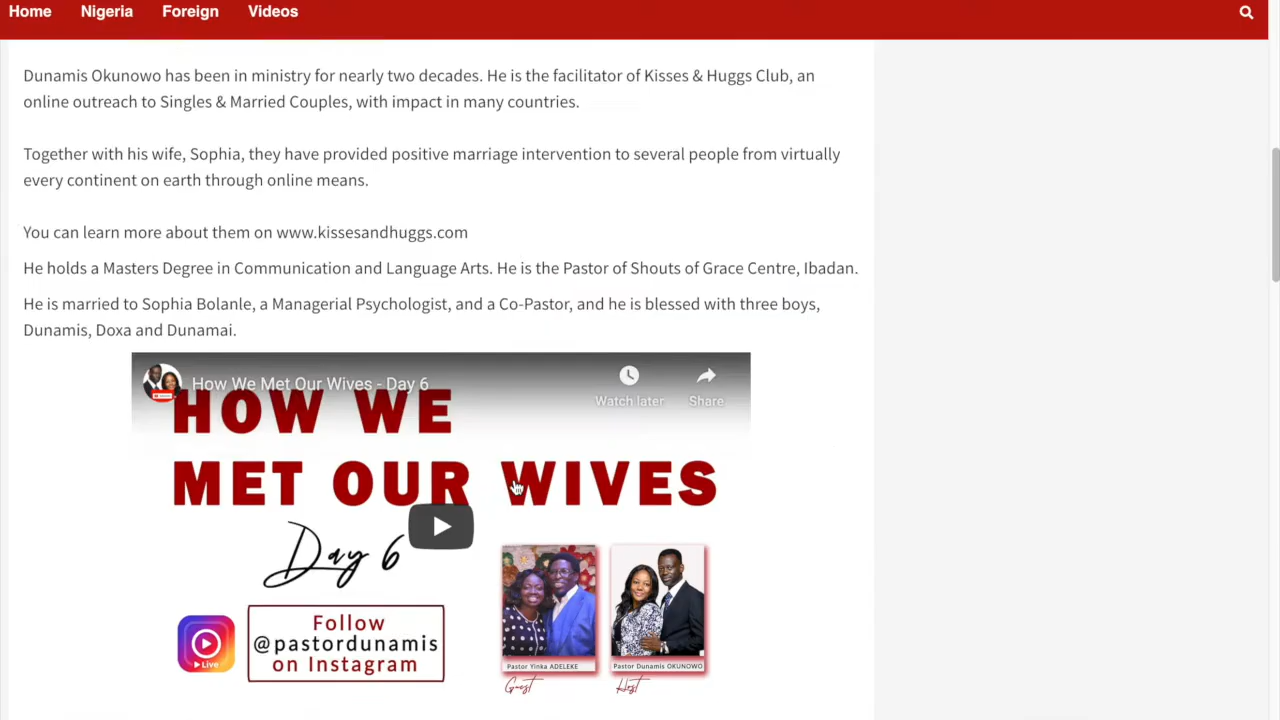 Home Nigeria Foreign Videos
Dunamis Okunowo has been in ministry for nearly two decades. He is the facilitator of Kisses & Huggs Club, an
online outreach to Singles & Married Couples, with impact in many countries.
Together with his wife, Sophia, they have provided positive marriage intervention to several people from virtually
every continent on earth through online means.
You can learn more about them on www.kissesandhuggs.com
He holds a Masters Degree in Communication and Language Arts. He is the Pastor of Shouts of Grace Centre, Ibadan.
He is married to Sophia Bolanle, a Managerial Psychologist, and a Co-Pastor, and he is blessed with three boys,
Dunamis, Doxa and Dunamai.
How We Met Our Wives - Day 6
Watch later Share
HOW WE
MET OUR WIVES
Day 6
Live
Follow
@pastordunamis
on Instagram
Pastor Yinka ADELEKE
Guest
Pastor Dunamis OKUNOWO
Host